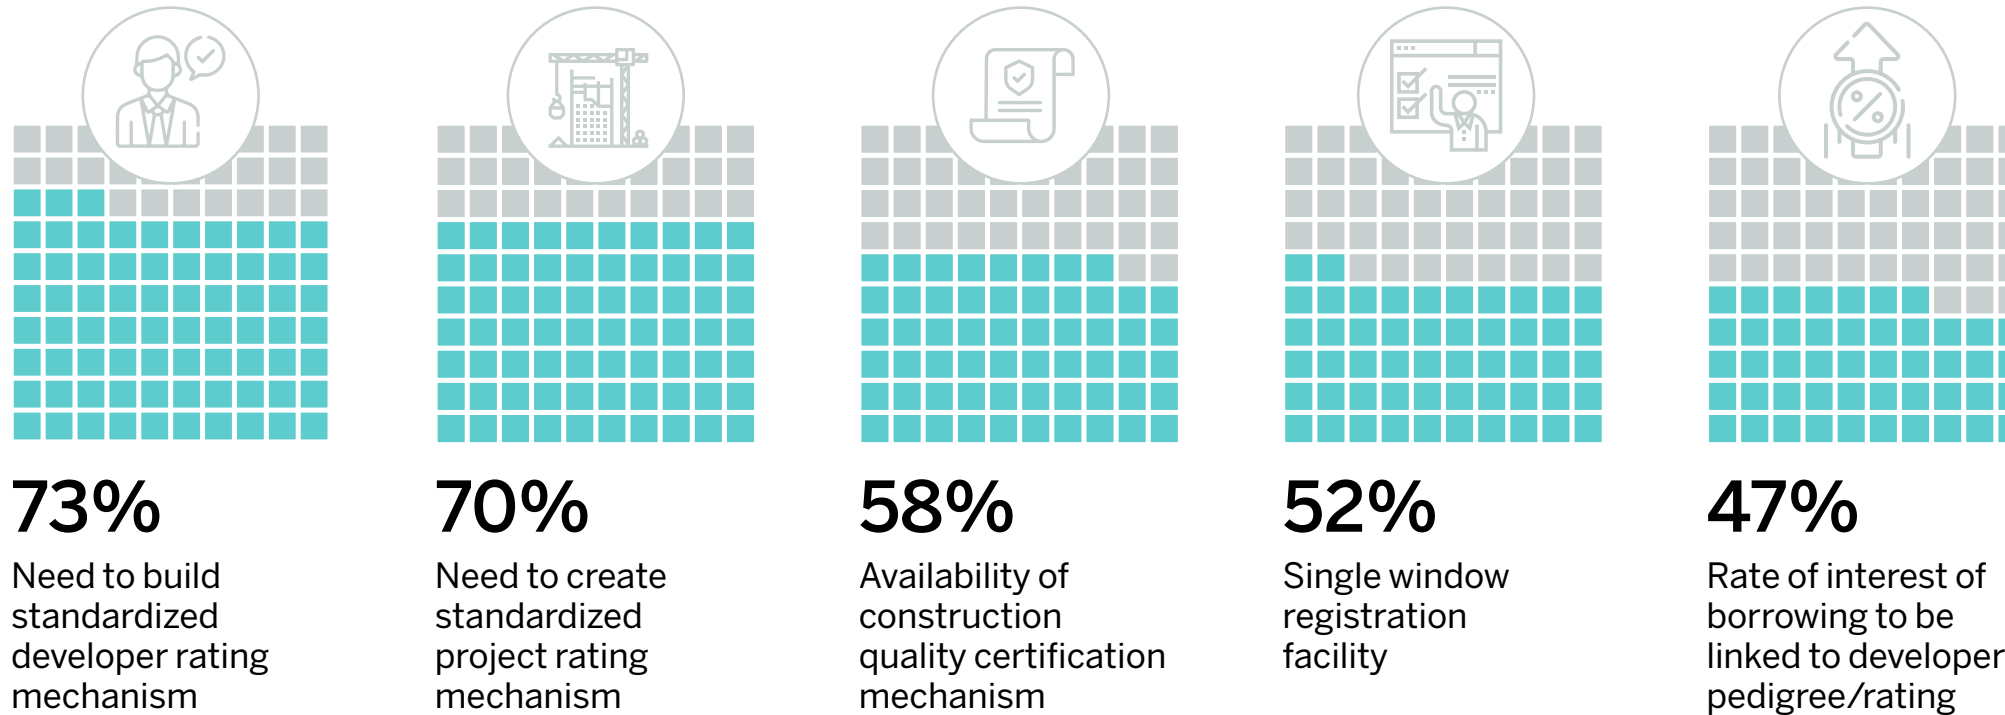 73%
Need to build
standardized
developer rating
mechanism
70%
Need to create
standardized
project rating
mechanism
58%
Availability of
construction
quality certification
mechanism
52%
Single window
registration
facility
47%
Rate of interest of
borrowing to be
linked to developer
pedigree/rating